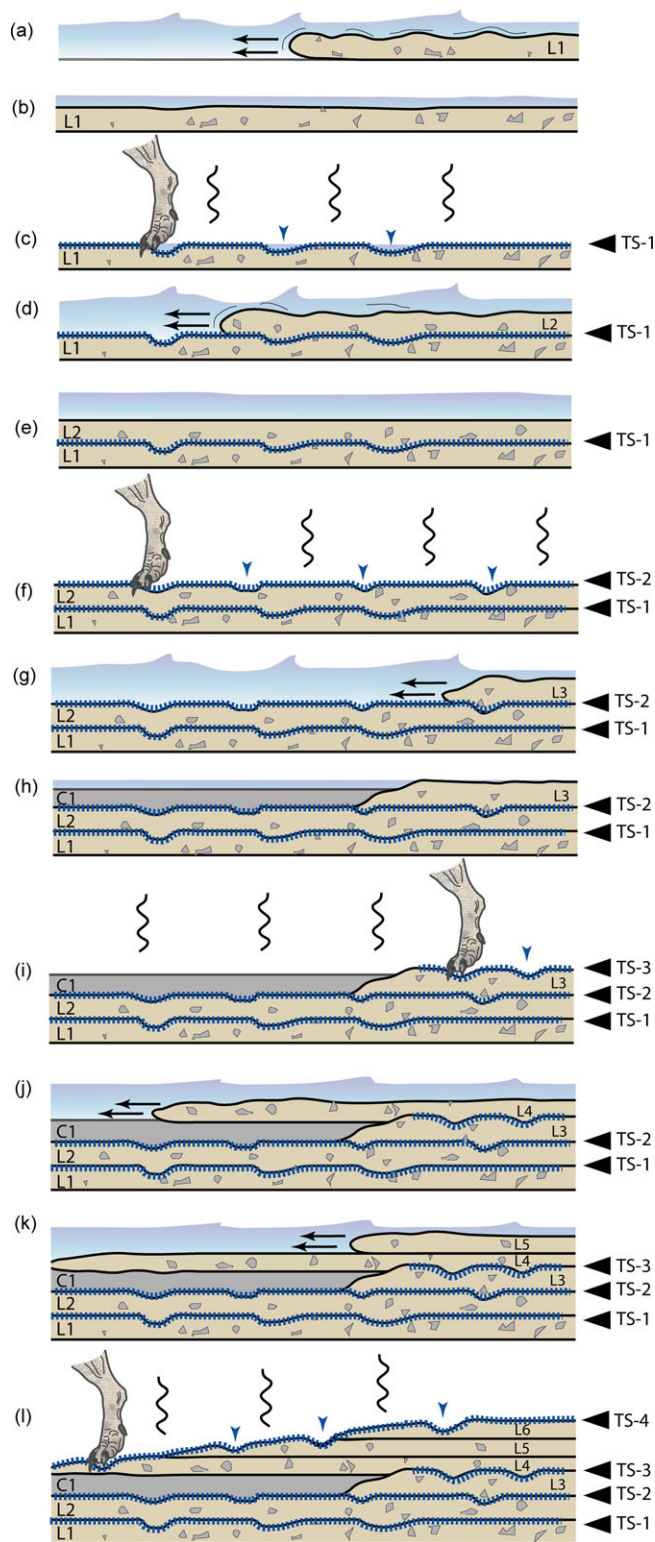 (a)
L1
(b)
L1
(c)
L1
TS-1
(d)
L2
L1
TS-1
(e)
L2
L1
TS-1
(f)
L2
L1
TS-2
TS-1
(g)
L3
L2
L1
TS-2
TS-1
(h)
C1
L3
L2
L1
TS-2
TS-1
(i)
C1
L3
L2
L1
TS-3
TS-2
TS-1
(j)
L4
C1
L3
L2
L1
TS-2
TS-1
(k)
L5
L4
C1
L3
L2
L1
TS-3
TS-2
TS-1
(l)
L6
L5
L4
C1
L3
L2
L1
TS-4
TS-3
TS-2
TS-1